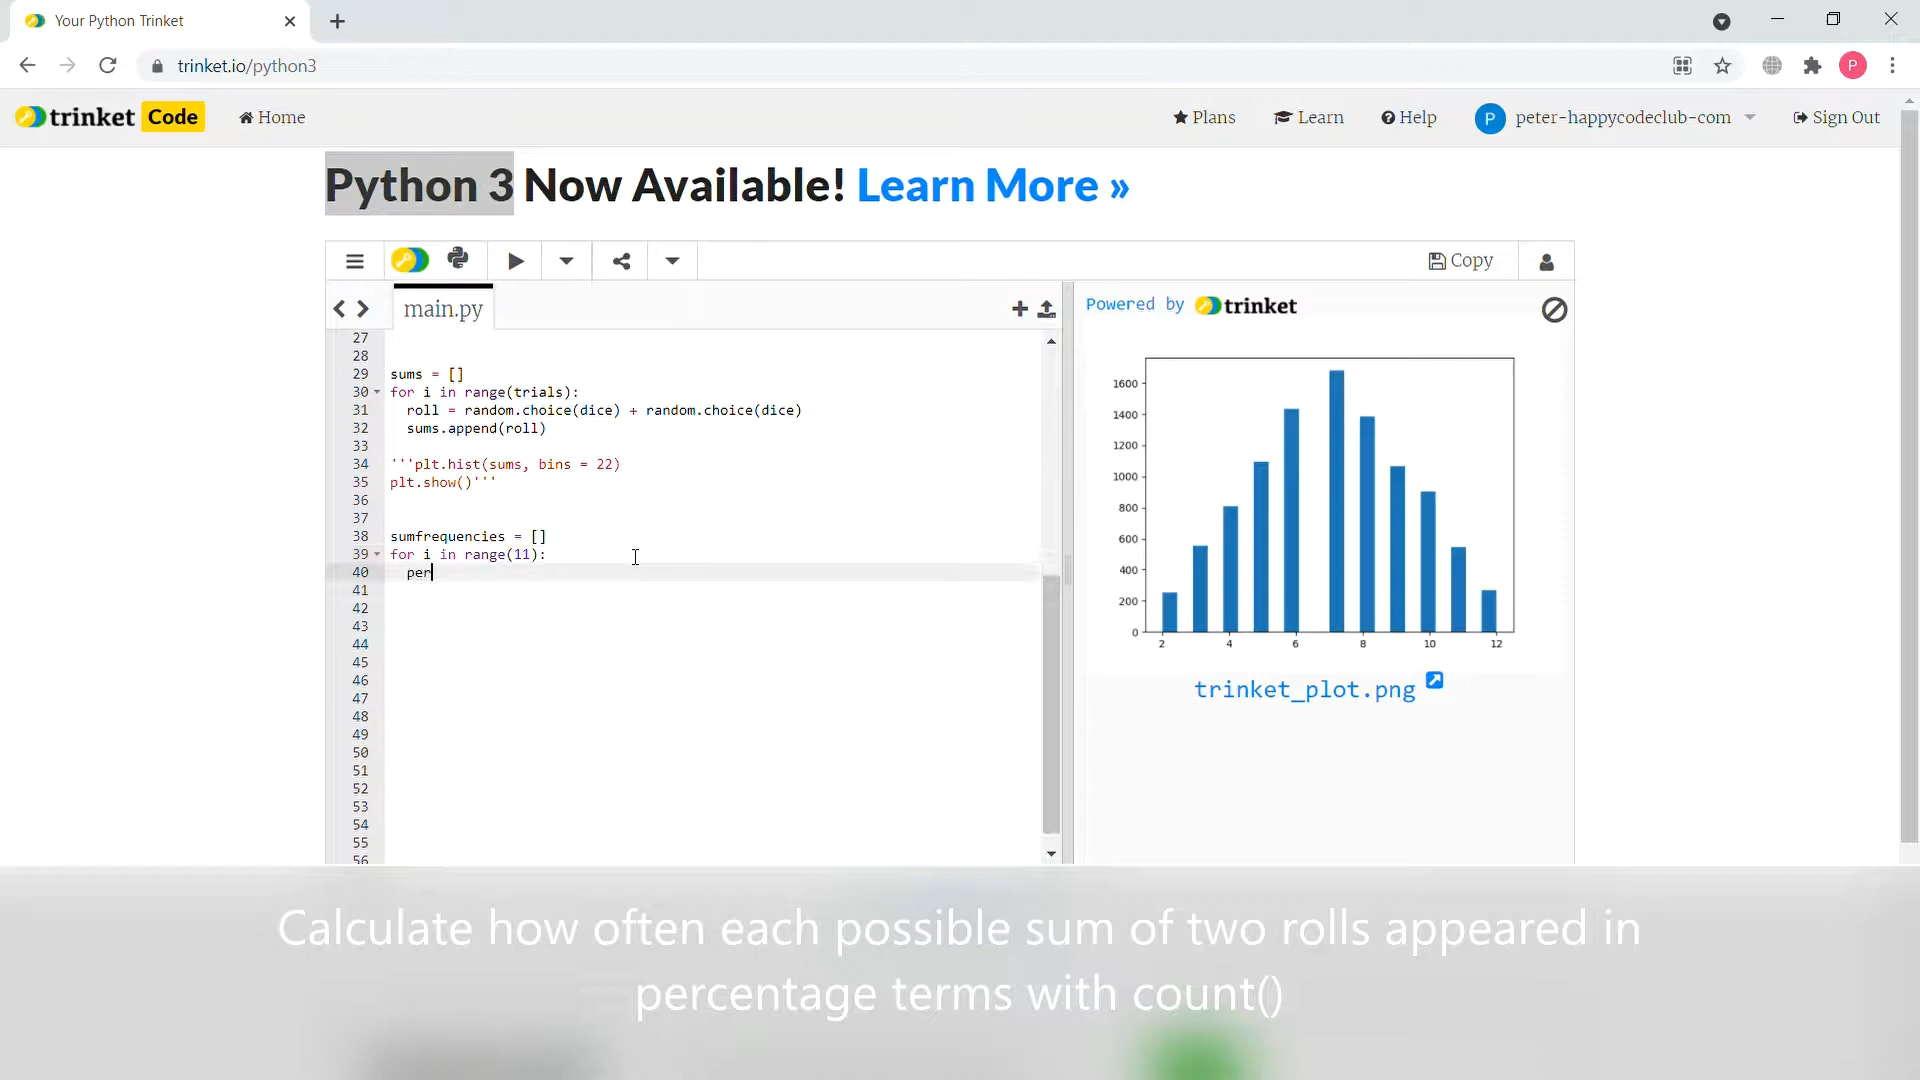 Your Python Trinket
trinket.io/python3
P
trinket Code
Home
Plans
Learn
Help
P
peter-happycodeclub-com
Sign Out
Python 3 Now Available! Learn More »
Copy
main.py
Powered by trinket
27
28
29 sums = []
30 for i in range(trials):
31 roll = random.choice(dice) + random.choice(dice)
32 sums.append(roll)
33
34 '''plt.hist(sums, bins = 22)
35 plt.show()'''
36
37
38 sumfrequencies = []
39 for i in range(11):
40 per
41
42
43
44
45
46
47
48
49
50
51
52
53
54
55
56
1600
1400
1200
1000
800
600
400
200
0
2 4 6 8 10 12
trinket_plot.png
Calculate how often each possible sum of two rolls appeared in
percentage terms with count()